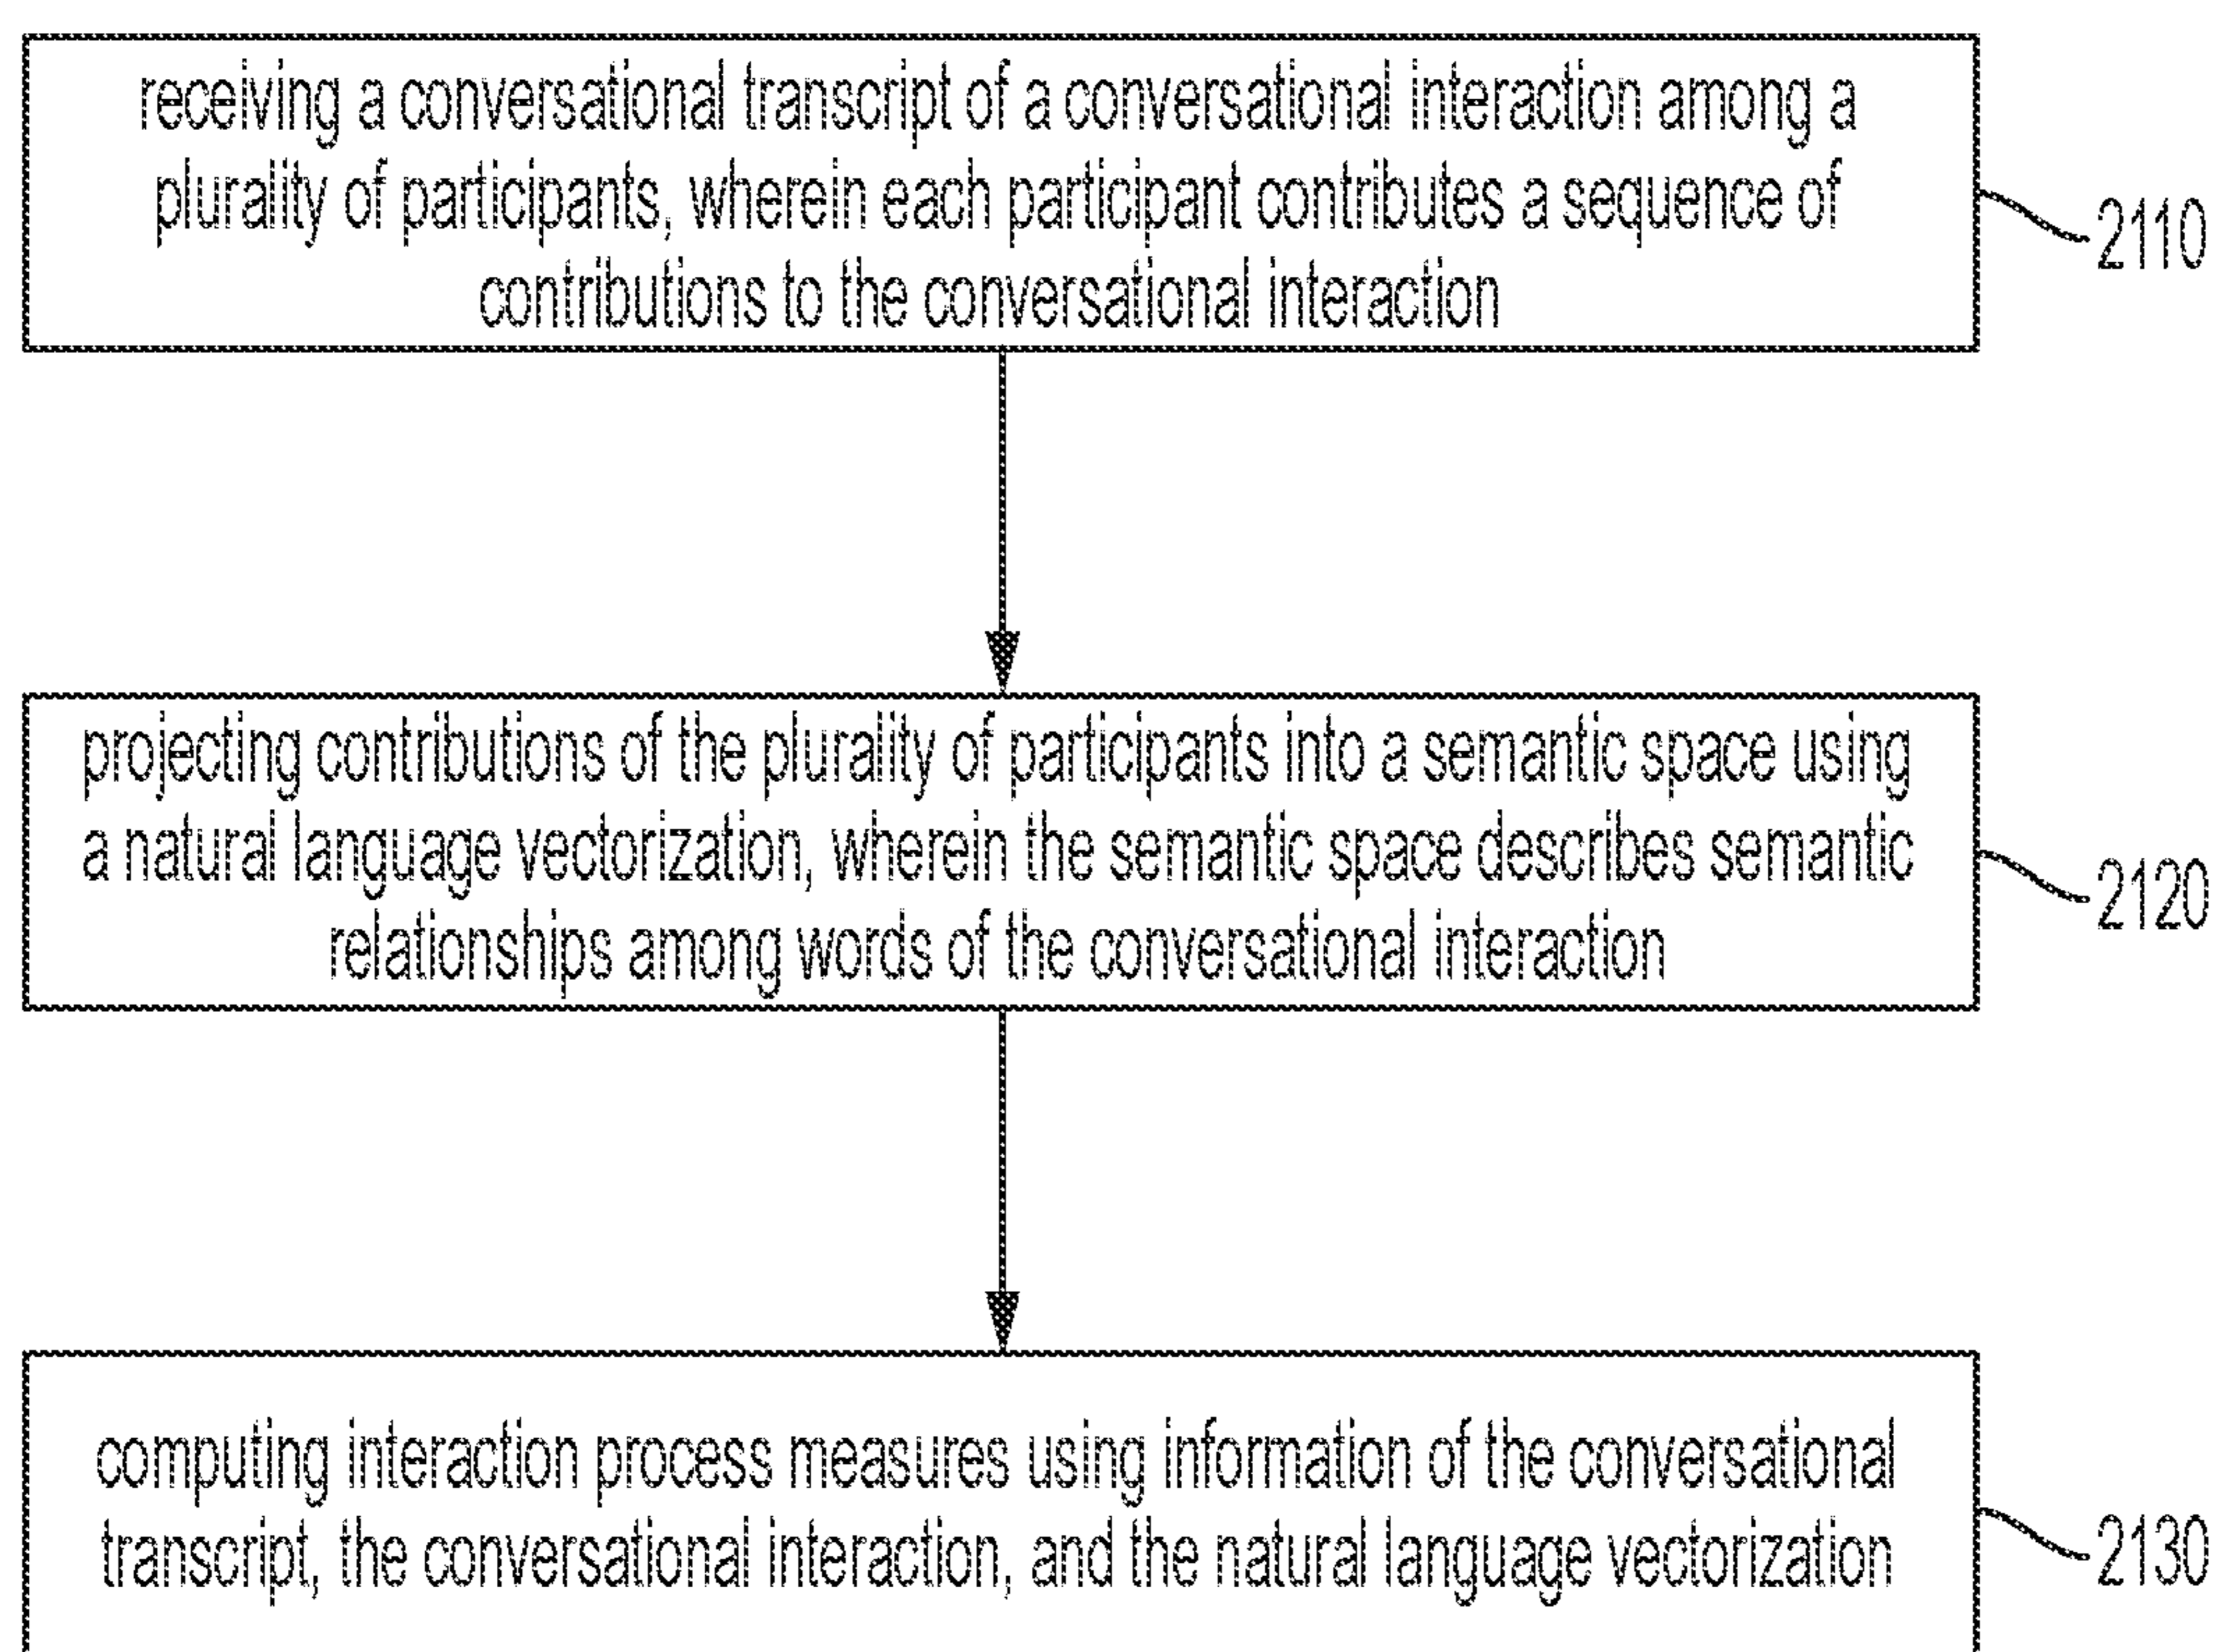 receiving a conversational transcript of a conversational interaction among a
plurality of participants, wherein each participant contributes a sequence of
contributions to the conversational interaction
2110
projecting contributions of the plurality of participants into a semantic space using
a natural language vectorization, wherein the semantic space describes semantic
relationships among words of the conversational interaction
2120
computing interaction process measures using information of the conversational
transcript, the conversational interaction, and the natural language vectorization
2130